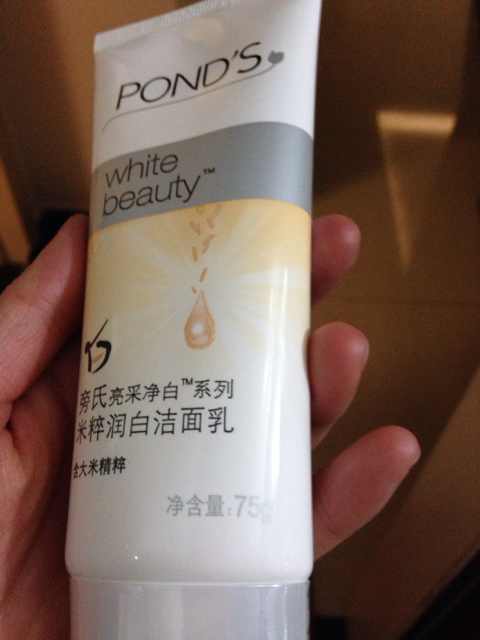 POND'S
white
beauty™
旁氏亮采净白™系列
米粹润白洁面乳
含大米精粹
净含量:75g